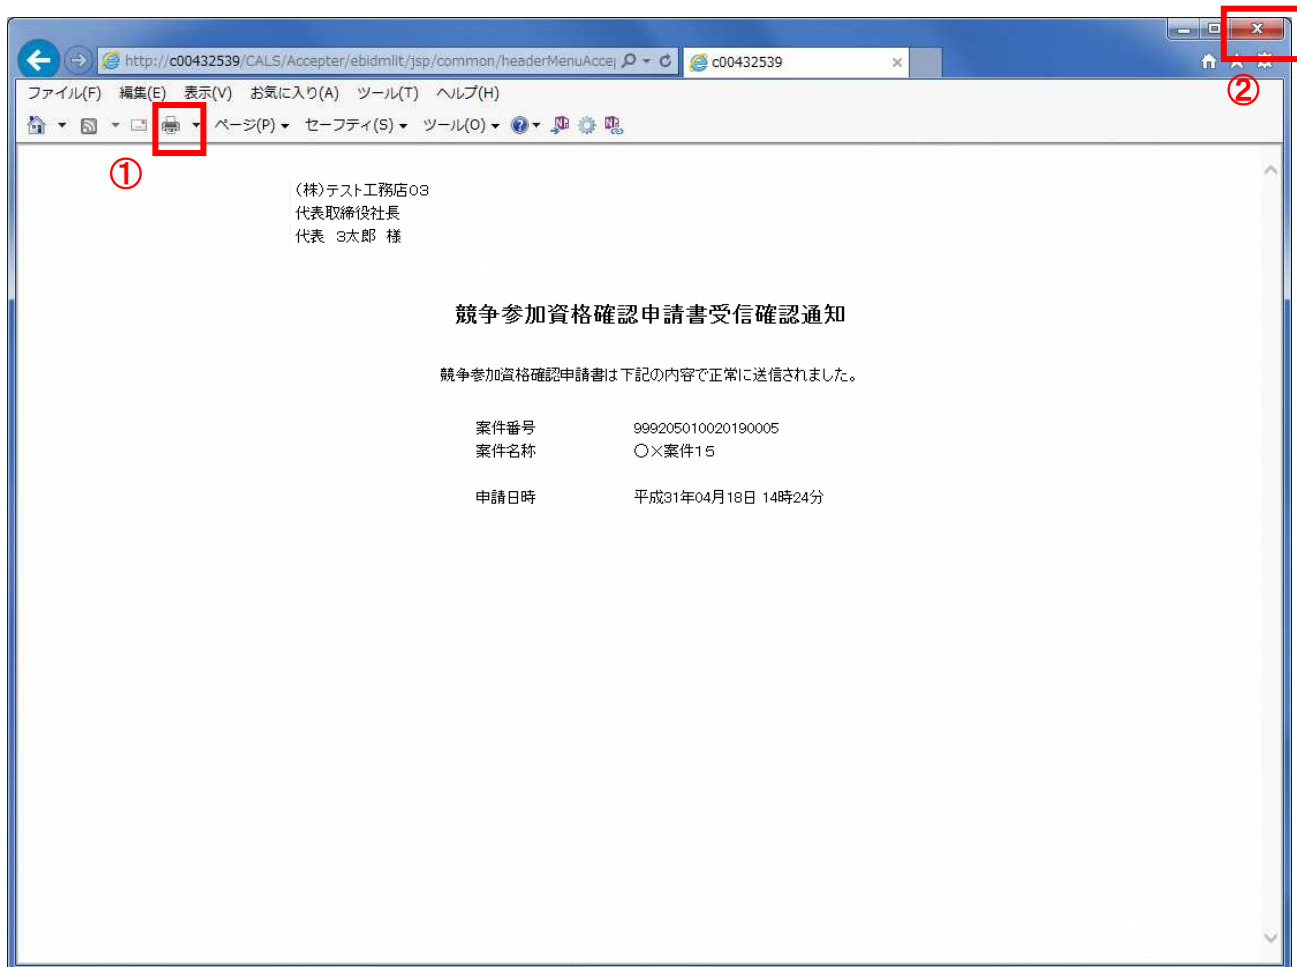 http://c00432539/CALS/Accepter/ebidmlit/jsp/common/headerMenuAccep
c00432539
②
ファイル(F) 編集(E) 表示(V) お気に入り(A) ツール(T) ヘルプ(H)
ページ(P) セーフティ(S) ツール(O)
①
(株)テスト工務店03
代表取締役社長
代表 3太郎 様
競争参加資格確認申請書受信確認通知
競争参加資格確認申請書は下記の内容で正常に送信されました。
案件番号 999205010020190005
案件名称 ○×案件15
申請日時 平成31年04月18日 14時24分